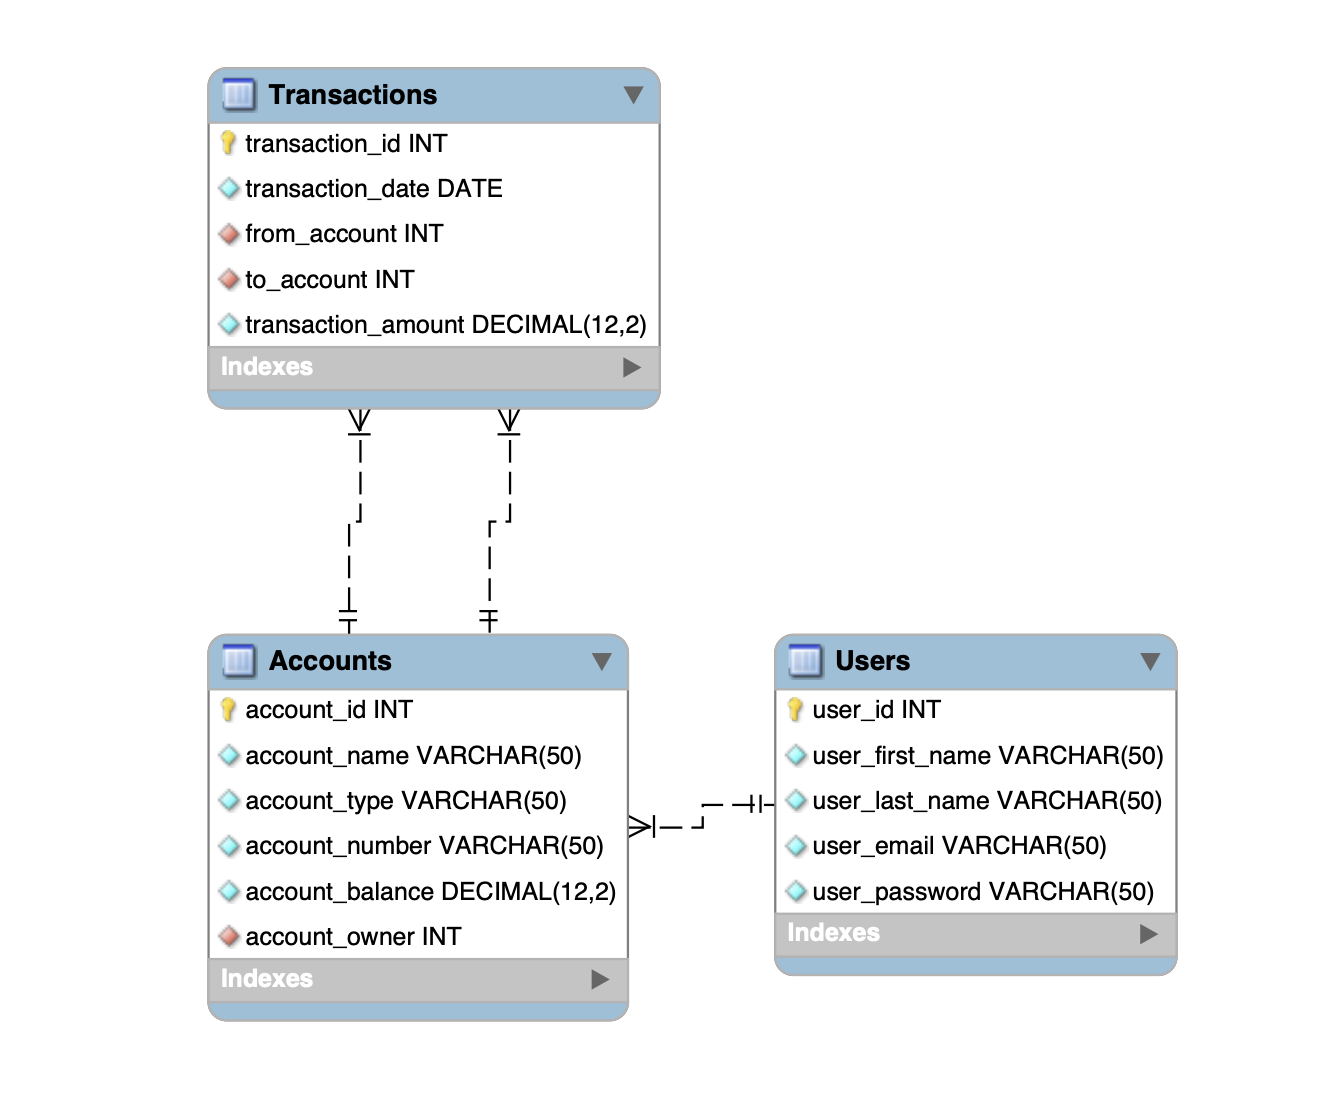 Transactions
transaction_id INT
transaction_date DATE
from_account INT
to_account INT
transaction_amount DECIMAL(12,2)
Indexes
Accounts
account_id INT
account_name VARCHAR(50)
account_type VARCHAR(50)
account_number VARCHAR(50)
account_balance DECIMAL(12,2)
account_owner INT
Indexes
Users
user_id INT
user_first_name VARCHAR(50)
user_last_name VARCHAR(50)
user_email VARCHAR(50)
user_password VARCHAR(50)
Indexes